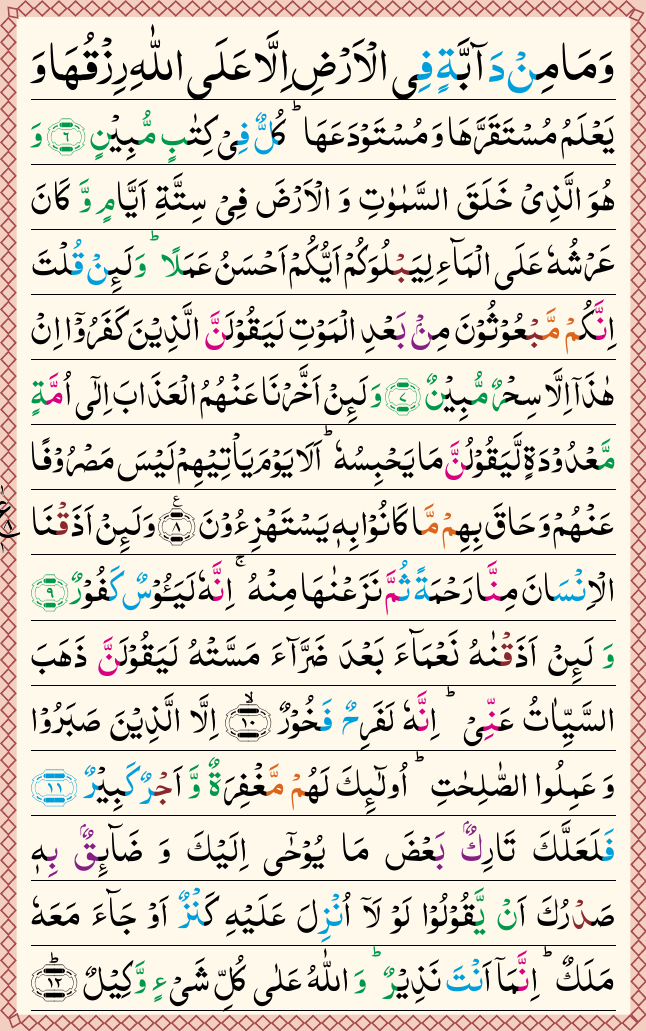 وَمَا مِنۡ دَآبَّةٍ فِی الۡاَرۡضِ اِلَّا عَلَی اللّٰهِ رِزۡقُهَا وَ
یَعۡلَمُ مُسۡتَقَرَّهَا وَ مُسۡتَوۡدَعَهَا ؕ کُلٌّ فِیۡ کِتٰبٍ مُّبِیۡنٍ ﴿۶﴾ وَ
هُوَ الَّذِیۡ خَلَقَ السَّمٰوٰتِ وَ الۡاَرۡضَ فِیۡ سِتَّةِ اَیَّامٍ وَّ کَانَ
عَرۡشُهٗ عَلَی الۡمَآءِ لِیَبۡلُوَکُمۡ اَیُّکُمۡ اَحۡسَنُ عَمَلًا ؕ وَلَئِنۡ قُلۡتَ
اِنَّکُمۡ مَّبۡعُوۡثُوۡنَ مِنۡۢ بَعۡدِ الۡمَوۡتِ لَیَقُوۡلَنَّ الَّذِیۡنَ کَفَرُوۡۤا اِنۡ
هٰذَاۤ اِلَّا سِحۡرٌ مُّبِیۡنٌ ﴿۷﴾ وَ لَئِنۡ اَخَّرۡنَا عَنۡهُمُ الۡعَذَابَ اِلٰۤی اُمَّةٍ
مَّعۡدُوۡدَةٍ لَّیَقُوۡلُنَّ مَا یَحۡبِسُهٗ ؕ اَلَا یَوۡمَ یَاۡتِیۡهِمۡ لَیۡسَ مَصۡرُوۡفًا
عَنۡهُمۡ وَحَاقَ بِهِمۡ مَّا کَانُوۡا بِهٖ یَسۡتَهۡزِءُوۡنَ ﴿۸﴾ وَلَئِنۡ اَذَقۡنَا
الۡاِنۡسَانَ مِنَّا رَحۡمَةً ثُمَّ نَزَعۡنٰهَا مِنۡهُ ۚ اِنَّهٗ لَیَـُٔوۡسٌ کَفُوۡرٌ ﴿۹﴾
وَ لَئِنۡ اَذَقۡنٰهُ نَعۡمَآءَ بَعۡدَ ضَرَّآءَ مَسَّتۡهُ لَیَقُوۡلَنَّ ذَهَبَ
السَّیِّاٰتُ عَنِّیۡ ؕ اِنَّهٗ لَفَرِحٌ فَخُوۡرٌ ﴿ۙ۱۰﴾ اِلَّا الَّذِیۡنَ صَبَرُوۡا
وَ عَمِلُوا الصّٰلِحٰتِ ؕ اُولٰٓئِکَ لَهُمۡ مَّغۡفِرَةٌ وَّ اَجۡرٌ کَبِیۡرٌ ﴿۱۱﴾
فَلَعَلَّکَ تَارِکٌۢ بَعۡضَ مَا یُوۡحٰۤی اِلَیۡکَ وَ ضَآئِقٌۢ بِهٖ
صَدۡرُکَ اَنۡ یَّقُوۡلُوۡا لَوۡ لَاۤ اُنۡزِلَ عَلَیۡهِ کَنۡزٌ اَوۡ جَآءَ مَعَهٗ
مَلَکٌ ؕ اِنَّمَاۤ اَنۡتَ نَذِیۡرٌ ؕ وَ اللّٰهُ عَلٰی کُلِّ شَیۡءٍ وَّکِیۡلٌ ﴿ؕ۱۲﴾